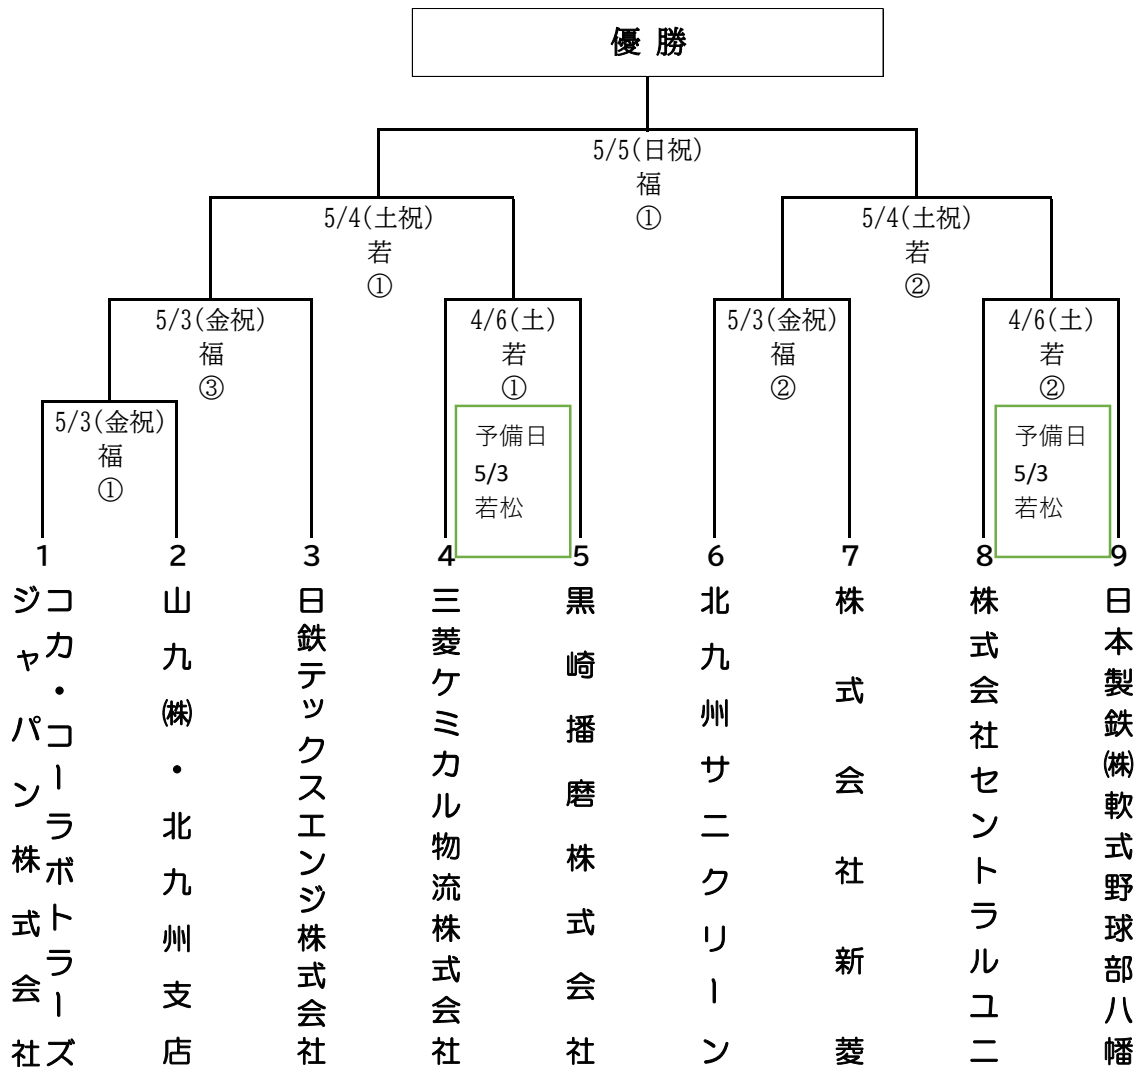 優 勝
5/5(日祝)
福
①
5/4(土祝)
若
①
5/4(土祝)
若
②
5/3(金祝)
福
③
4/6(土)
若
①
5/3(金祝)
福
②
4/6(土)
若
②
5/3(金祝)
福
①
予備日
5/3
若松
予備日
5/3
若松
1
2
3
4
5
6
7
8
9
コカ・コーラボトラーズ
ジャパン株式会社
山九㈱・北九州支店
日鉄テックスエンジ株式会社
三菱ケミカル物流株式会社
黒崎播磨株式会社
北九州サニクリーン
株式会社新菱
株式会社セントラルユニ
日本製鉄㈱軟式野球部八幡